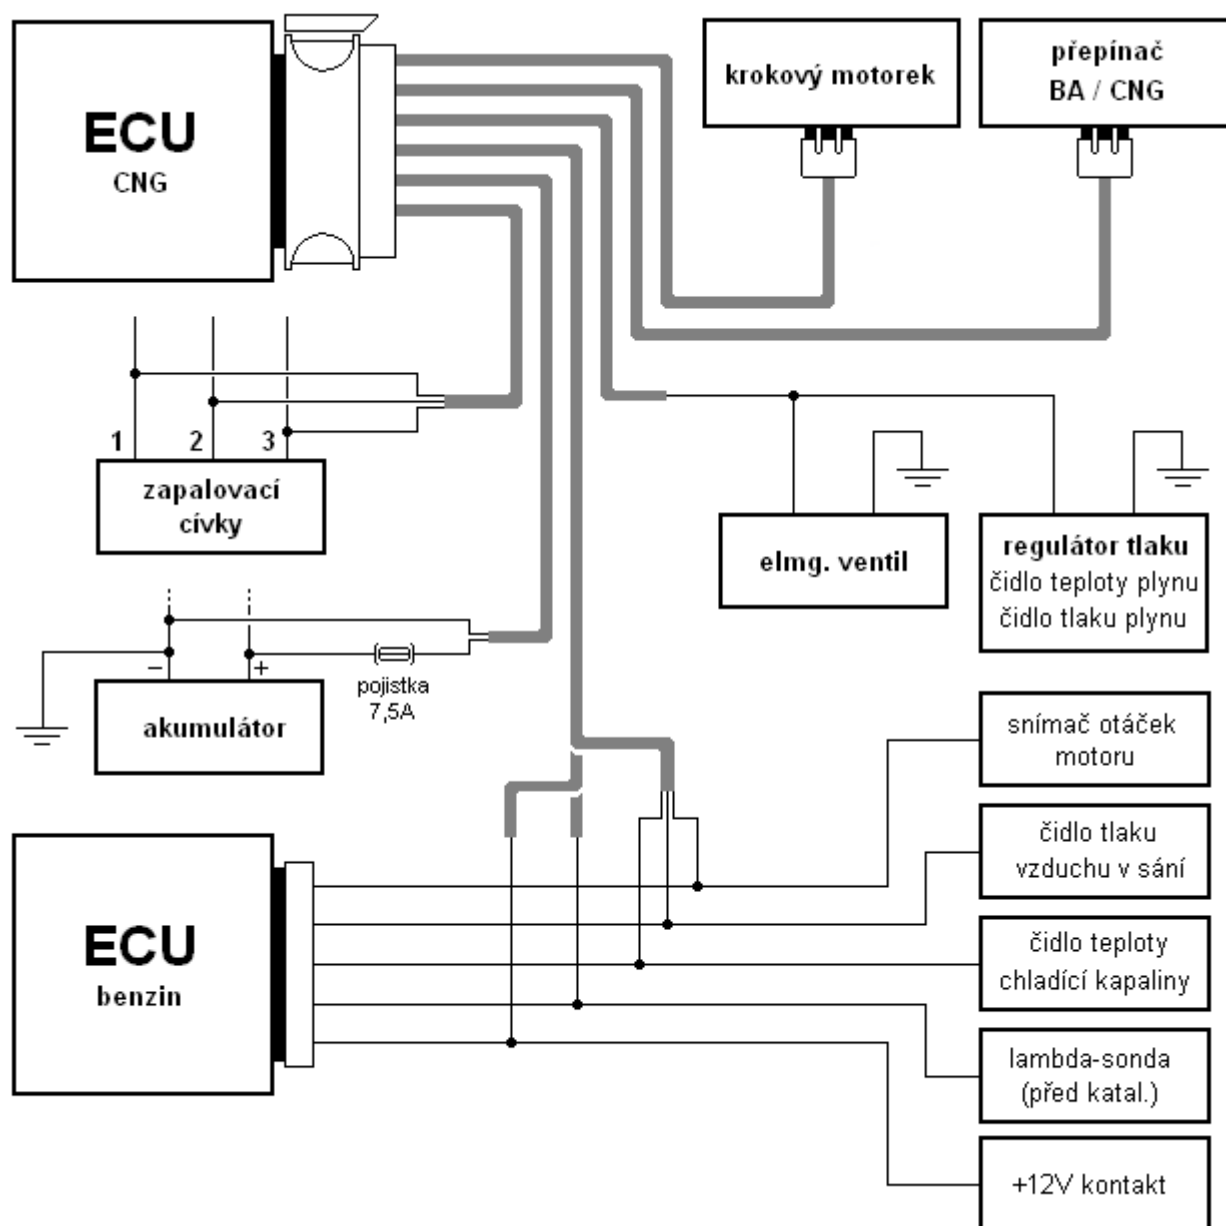 ECU
CNG
krokový motorek
přepínač
BA / CNG
1 2 3
zapalovací
cívky
elmg. ventil
regulátor tlaku
čidlo teploty plynu
čidlo tlaku plynu
− +
pojistka
7,5A
akumulátor
snímač otáček
motoru
čidlo tlaku
vzduchu v sání
ECU
benzin
čidlo teploty
chladící kapaliny
lambda-sonda
(před katal.)
+12V kontakt